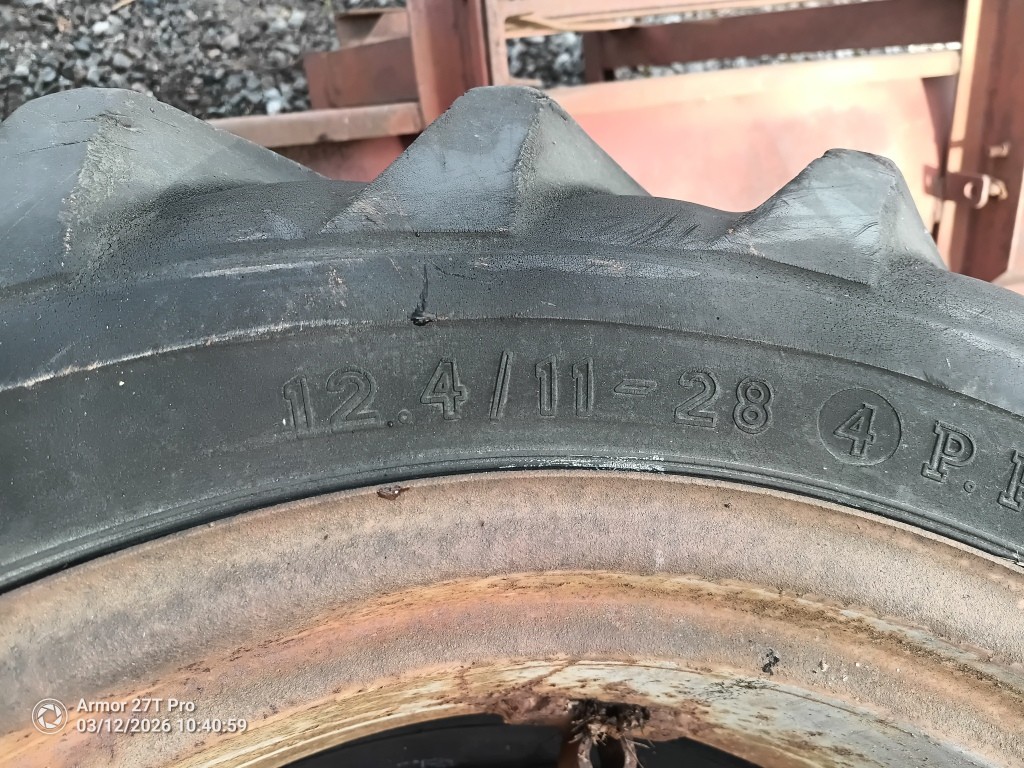 12.4/11-28 4 P.
Armor 27T Pro
03/12/2026 10:40:59